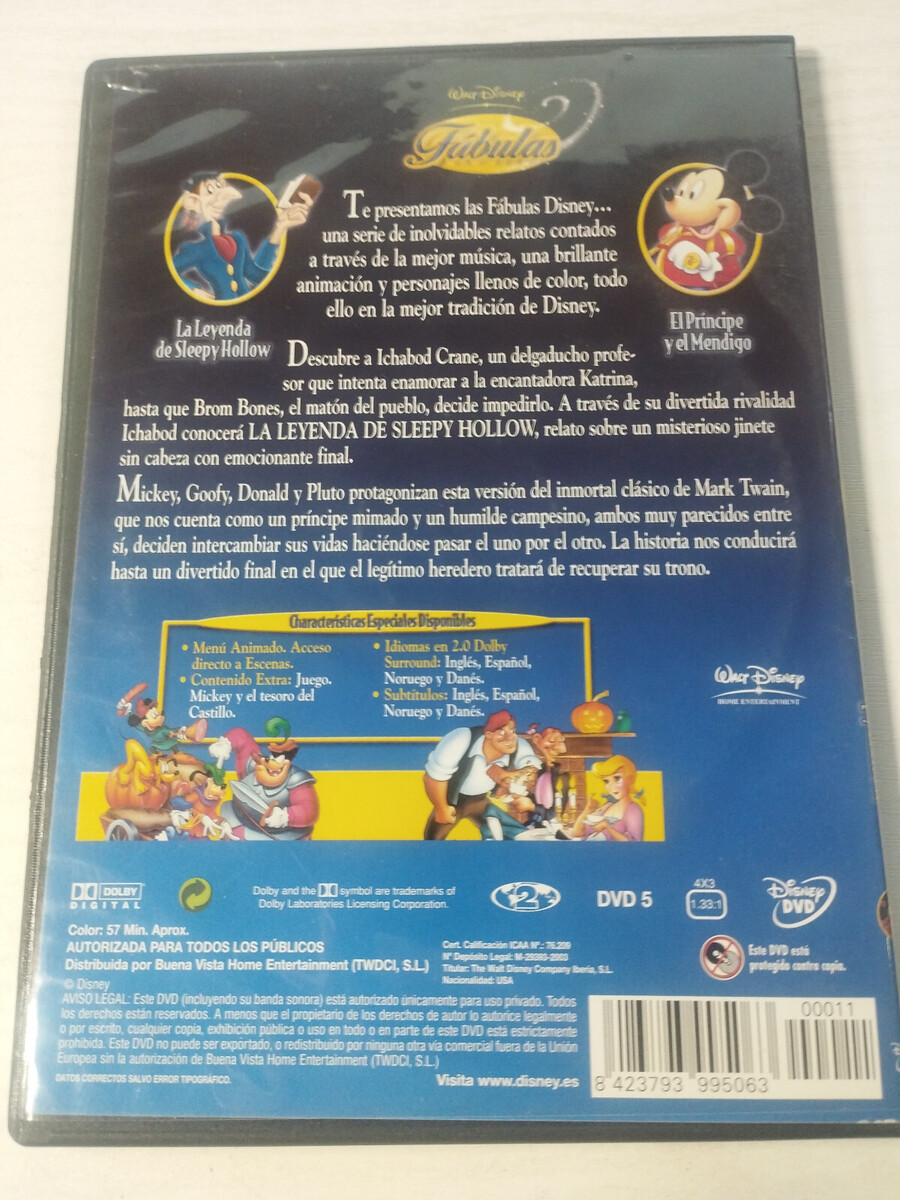 Walt Disney
Fábulas
Te presentamos las Fábulas Disney...
una serie de inolvidables relatos contados
a través de la mejor música, una brillante
animación y personajes llenos de color, todo
ello en la mejor tradición de Disney.
La Leyenda
de Sleepy Hollow
El Príncipe
y el Mendigo
Descubre a Ichabod Crane, un delgaducho profe-
sor que intenta enamorar a la encantadora Katrina,
hasta que Brom Bones, el matón del pueblo, decide impedirlo. A través de su divertida rivalidad
Ichabod conocerá LA LEYENDA DE SLEEPY HOLLOW, relato sobre un misterioso jinete
sin cabeza con emocionante final.
Mickey, Goofy, Donald y Pluto protagonizan esta versión del inmortal clásico de Mark Twain,
que nos cuenta como un príncipe mimado y un humilde campesino, ambos muy parecidos entre
sí, deciden intercambiar sus vidas haciéndose pasar el uno por el otro. La historia nos conducirá
hasta un divertido final en el que el legítimo heredero tratará de recuperar su trono.
Características Especiales Disponibles
• Menú Animado. Acceso
directo a Escenas.
• Contenido Extra: Juego.
Mickey y el tesoro del
Castillo.
• Idiomas en 2.0 Dolby
Surround: Inglés, Español,
Noruego y Danés.
• Subtítulos: Inglés, Español,
Noruego y Danés.
Walt Disney
HOME ENTERTAINMENT
DOLBY
DIGITAL
Dolby and the DD symbol are trademarks of
Dolby Laboratories Licensing Corporation.
2
DVD 5
4X3
1.33:1
Disney
DVD
Color: 57 Min. Aprox.
AUTORIZADA PARA TODOS LOS PÚBLICOS
Distribuida por Buena Vista Home Entertainment (TWDCI, S.L.)
Cert. Calificación ICAA Nº.: 76.209
Nº Depósito Legal: M-29393-2003
Titular: The Walt Disney Company Iberia, S.L.
Nacionalidad: USA
Este DVD está
protegido contra copia.
© Disney
AVISO LEGAL: Este DVD (incluyendo su banda sonora) está autorizado únicamente para uso privado. Todos
los derechos están reservados. A menos que el propietario de los derechos de autor lo autorice legalmente
o por escrito, cualquier copia, exhibición pública o uso en todo o en parte de este DVD está estrictamente
prohibida. Este DVD no puede ser exportado, o redistribuido por ninguna otra vía comercial fuera de la Unión
Europea sin la autorización de Buena Vista Home Entertainment (TWDCI, S.L.)
DATOS CORRECTOS SALVO ERROR TIPOGRÁFICO.
Visita www.disney.es
00011
8 423793 995063